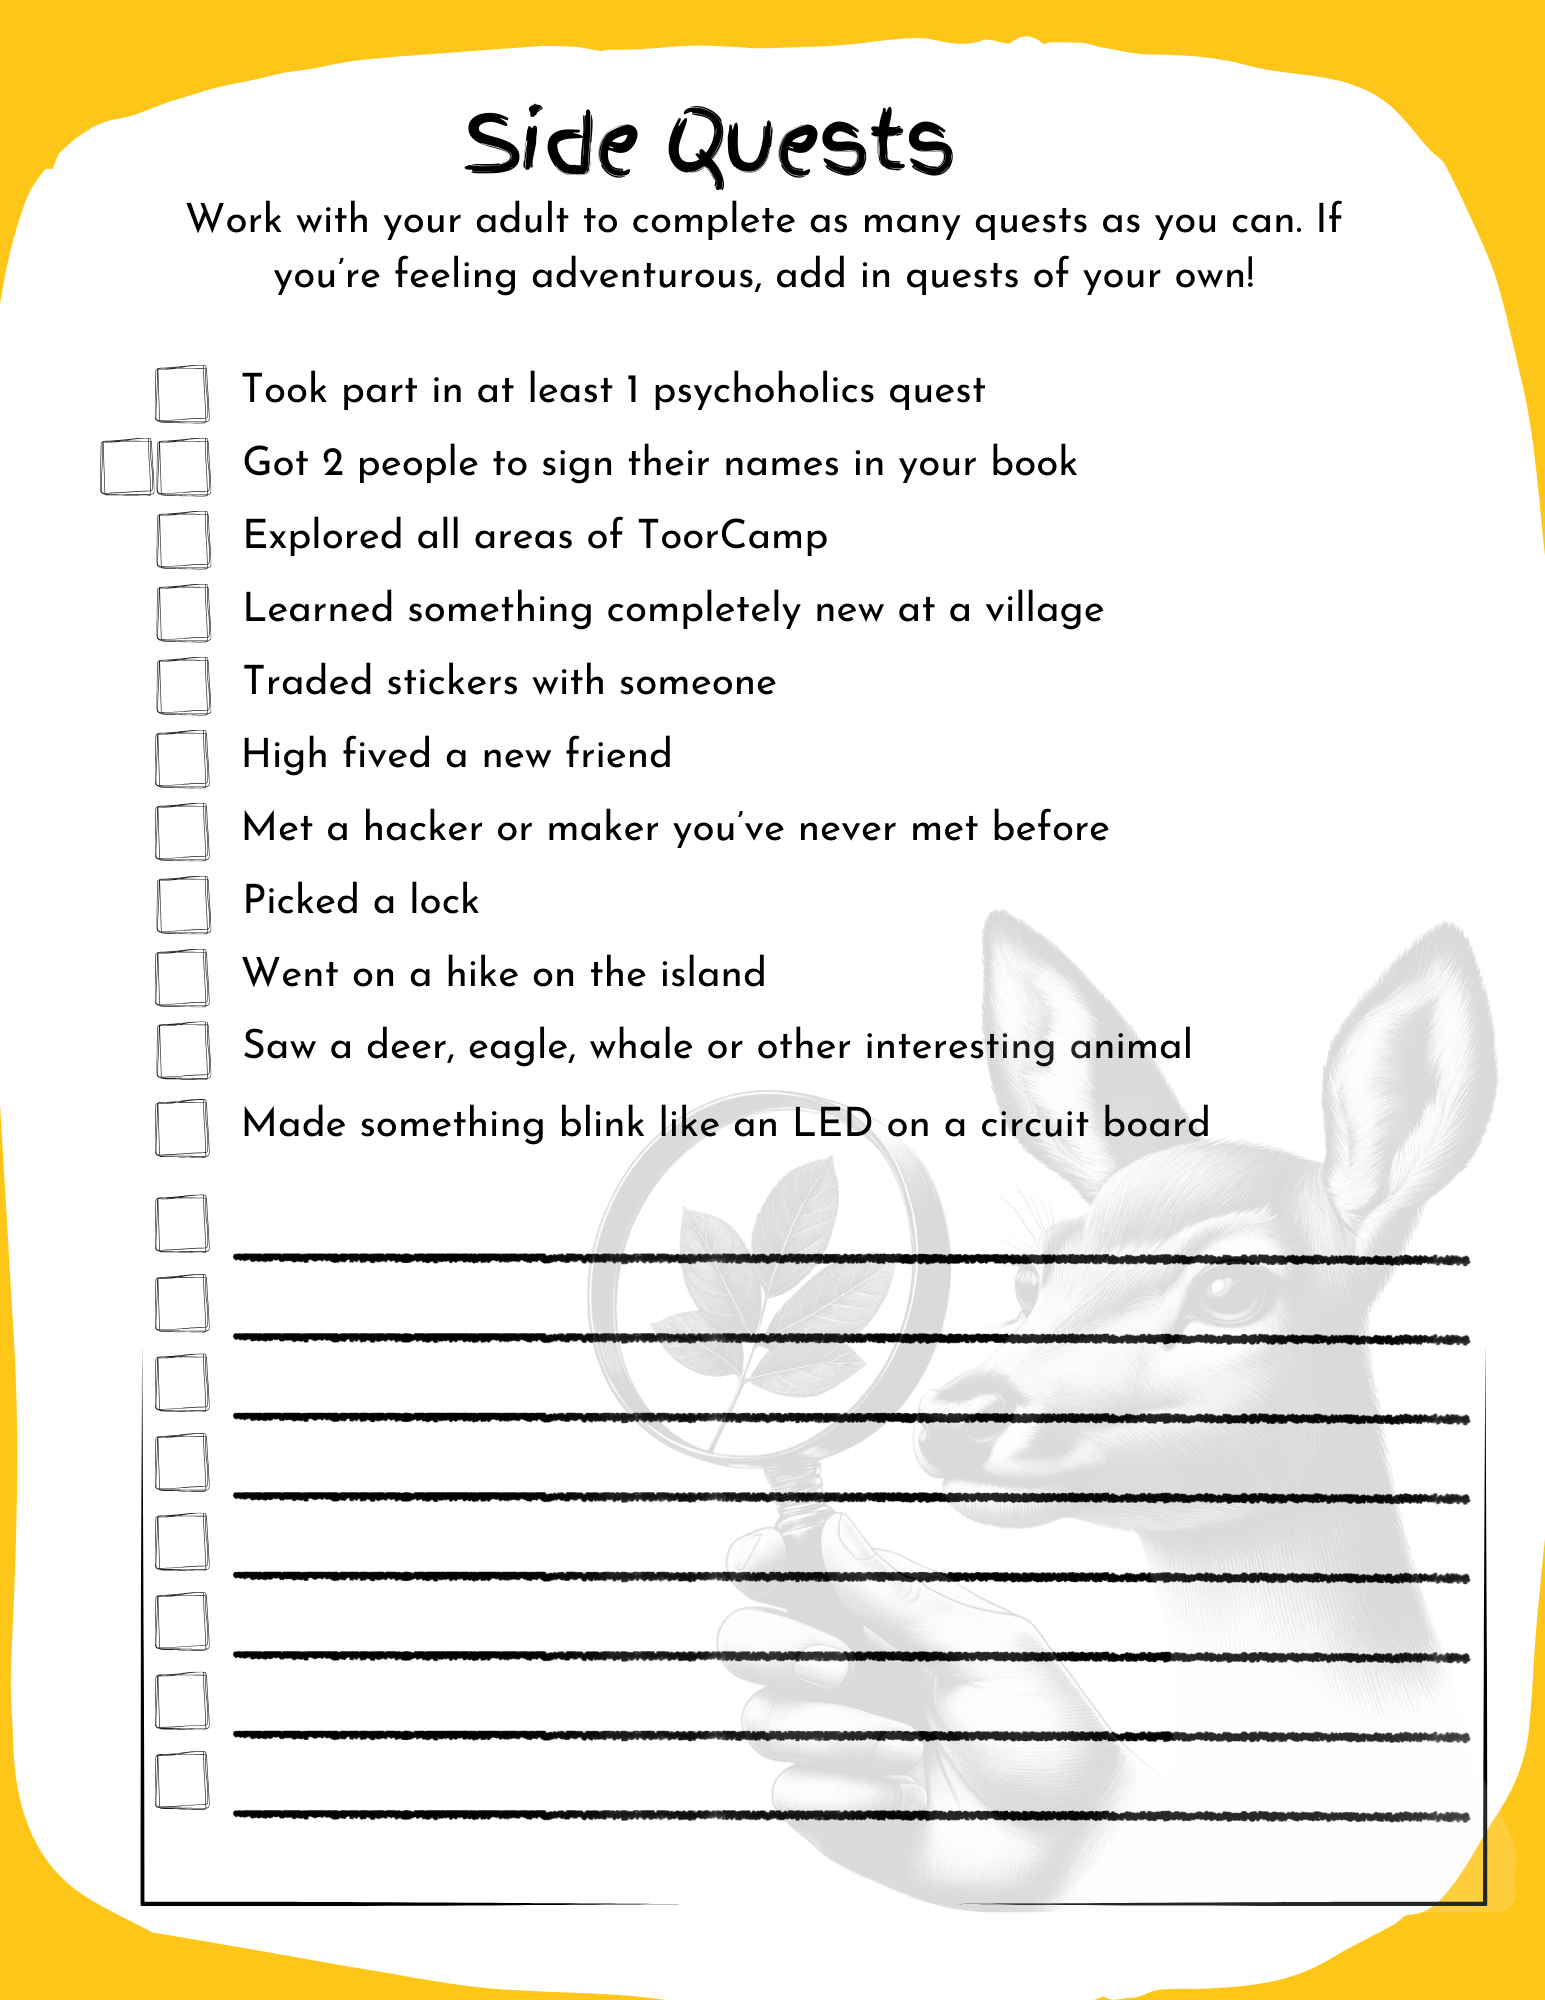 Side Quests
Work with your adult to complete as many quests as you can. If
you’re feeling adventurous, add in quests of your own!
Took part in at least 1 psychoholics quest
Got 2 people to sign their names in your book
Explored all areas of ToorCamp
Learned something completely new at a village
Traded stickers with someone
High fived a new friend
Met a hacker or maker you’ve never met before
Picked a lock
Went on a hike on the island
Saw a deer, eagle, whale or other interesting animal
Made something blink like an LED on a circuit board